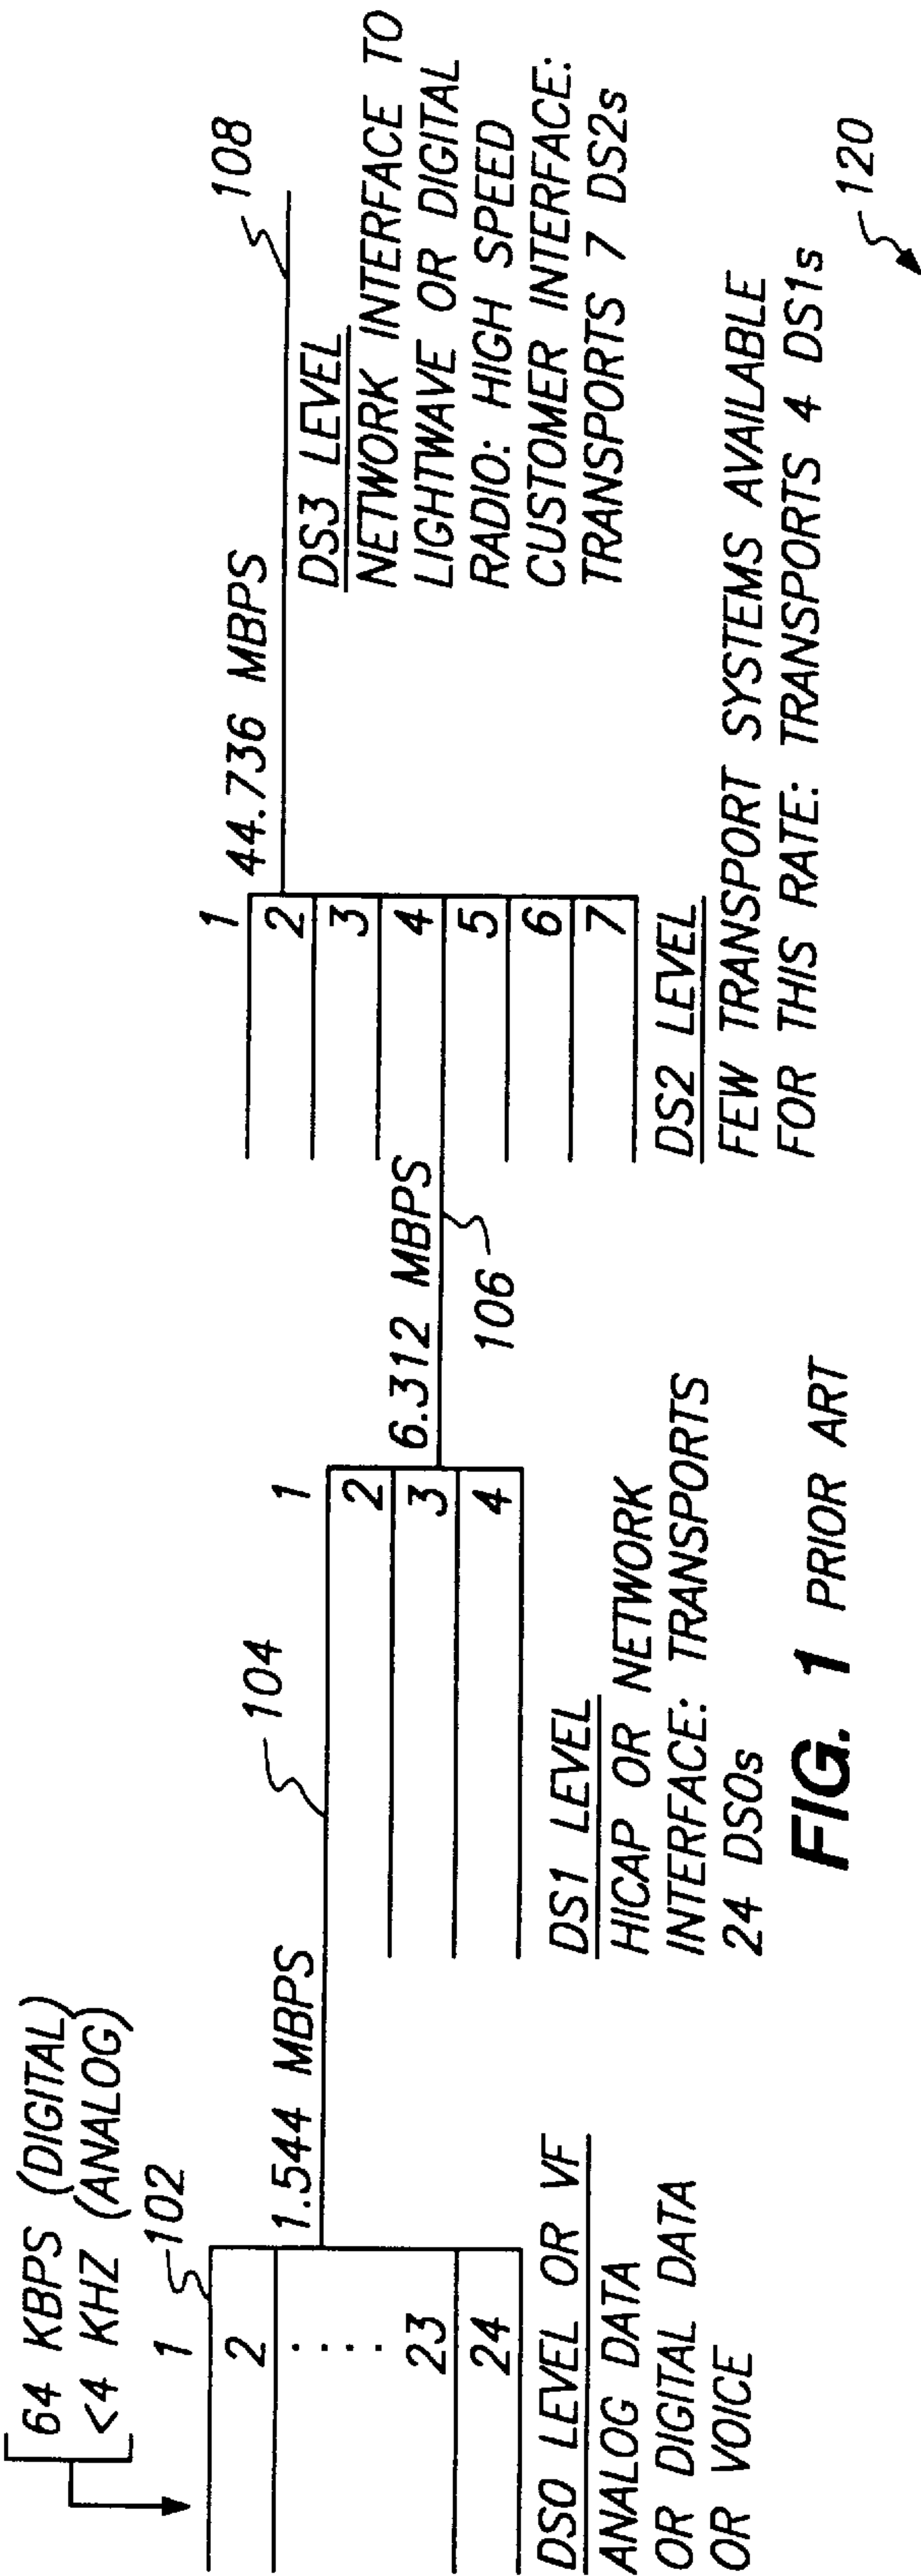 64 KBPS (DIGITAL)
<4 KHZ (ANALOG)
102
1
2
23
24
DS0 LEVEL OR VF
ANALOG DATA
OR DIGITAL DATA
OR VOICE
1.544 MBPS
104
1
2
3
4
DS1 LEVEL
HICAP OR NETWORK
INTERFACE: TRANSPORTS
24 DS0s
6.312 MBPS
106
1
2
3
4
5
6
7
DS2 LEVEL
FEW TRANSPORT SYSTEMS AVAILABLE
FOR THIS RATE: TRANSPORTS 4 DS1s
44.736 MBPS
108
DS3 LEVEL
NETWORK INTERFACE TO
LIGHTWAVE OR DIGITAL
RADIO: HIGH SPEED
CUSTOMER INTERFACE:
TRANSPORTS 7 DS2s
120
FIG. 1 PRIOR ART